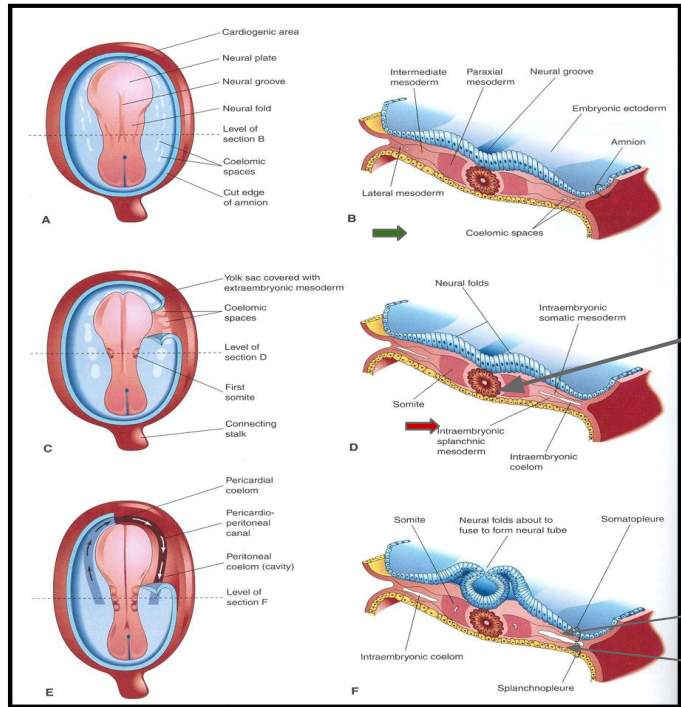 Cardiogenic area
Neural plate
Neural groove
Neural fold
Level of
section B
Coelomic
spaces
Cut edge
of amnion
A
Intermediate
mesoderm
Paraxial
mesoderm
Neural groove
Embryonic ectoderm
Amnion
Lateral mesoderm
Coelomic spaces
B
Yolk sac covered with
extraembryonic mesoderm
Coelomic
spaces
Level of
section D
First
somite
Connecting
stalk
C
Neural folds
Intraembryonic
somatic mesoderm
Somite
Intraembryonic
splanchnic
mesoderm
Intraembryonic
coelom
D
Pericardial
coelom
Pericardio-
peritoneal
canal
Peritoneal
coelom (cavity)
Level of
section F
E
Somite
Neural folds about to
fuse to form neural tube
Somatopleure
Intraembryonic coelom
Splanchnopleure
F